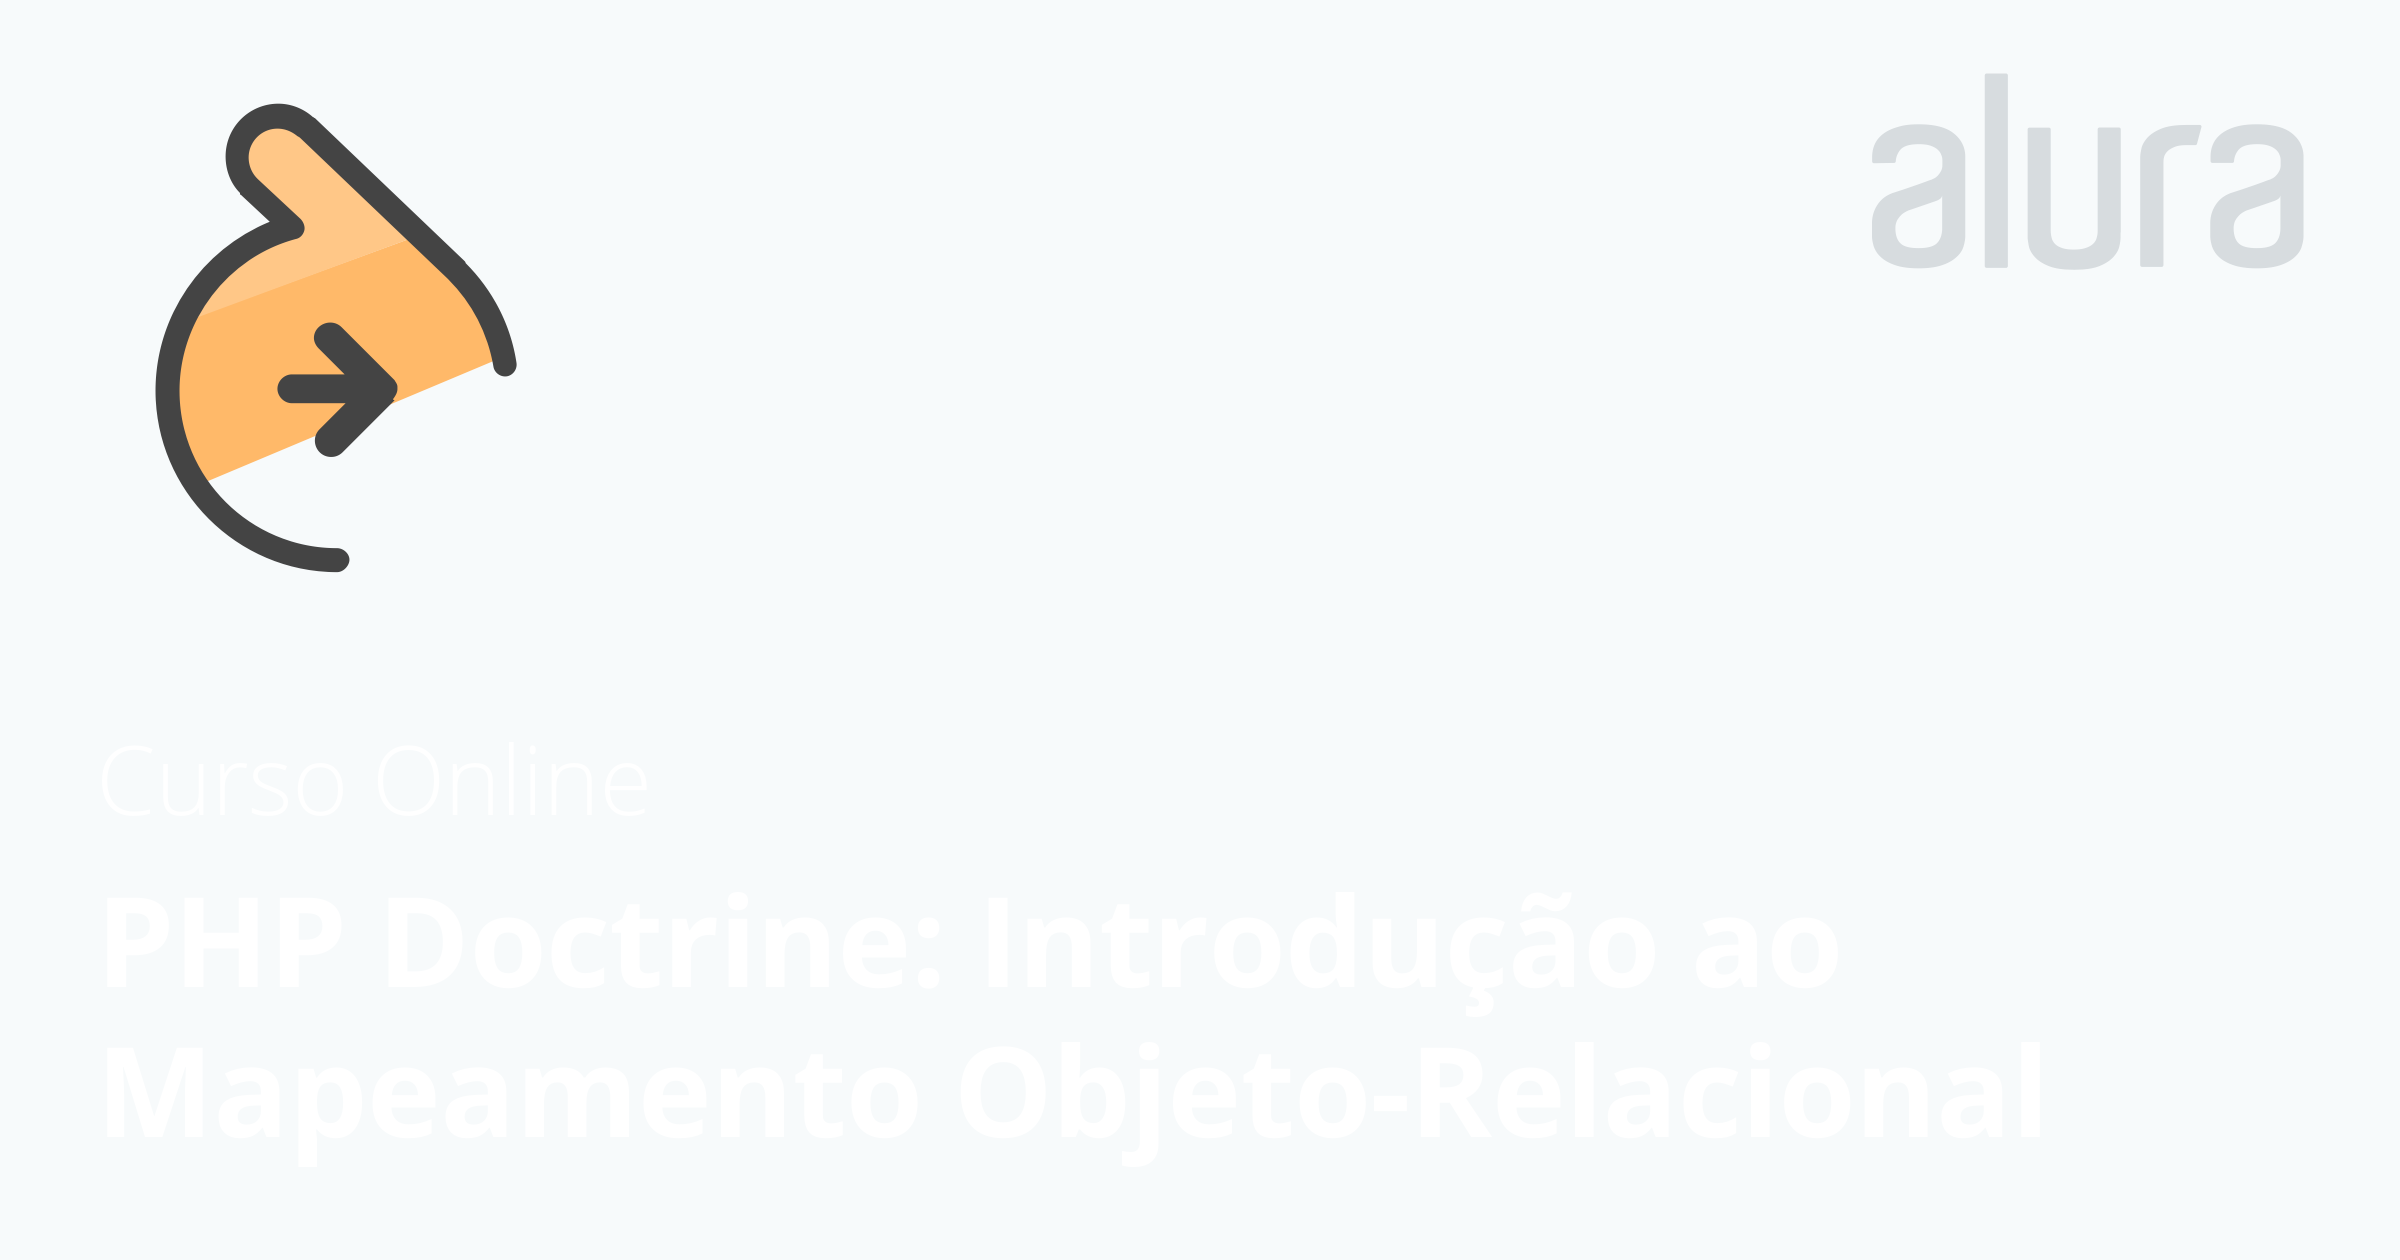 alura
Curso Online
PHP Doctrine: Introdução ao
Mapeamento Objeto-Relacional